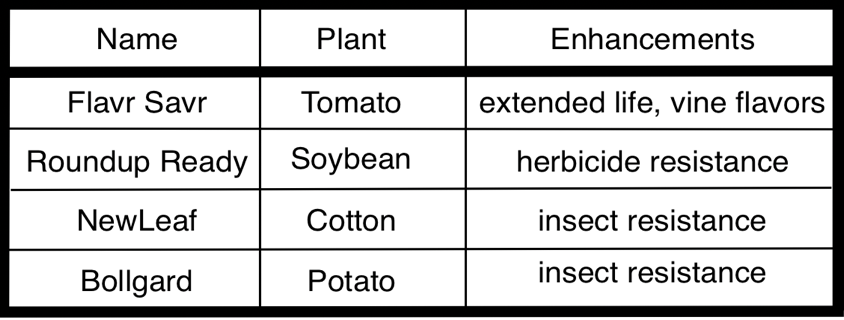 Name Plant Enhancements
Flavr Savr Tomato extended life, vine flavors
Roundup Ready Soybean herbicide resistance
NewLeaf Cotton insect resistance
Bollgard Potato insect resistance